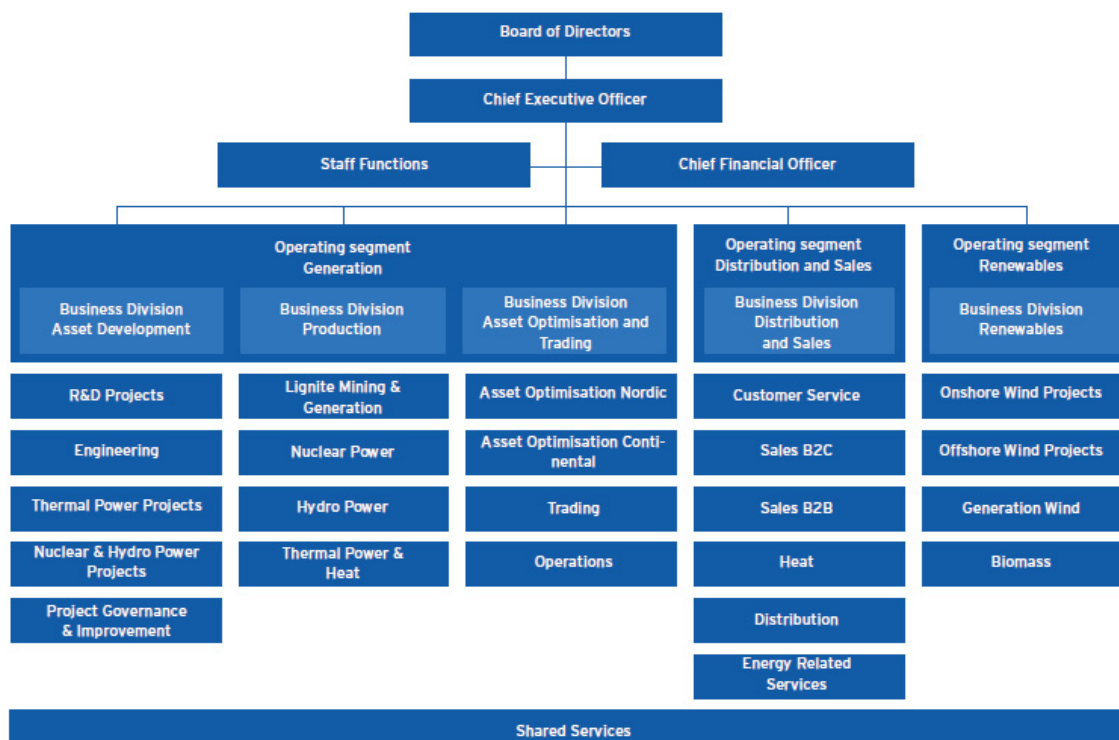 Board of Directors
Chief Executive Officer
Staff Functions
Chief Financial Officer
Operating segment
Generation
Operating segment
Distribution and Sales
Operating segment
Renewables
Business Division
Asset Development
Business Division
Production
Business Division
Asset Optimisation and
Trading
Business Division
Distribution
and Sales
Business Division
Renewables
R&D Projects
Engineering
Thermal Power Projects
Nuclear & Hydro Power
Projects
Project Governance
& Improvement
Lignite Mining &
Generation
Nuclear Power
Hydro Power
Thermal Power &
Heat
Asset Optimisation Nordic
Asset Optimisation Conti-
nental
Trading
Operations
Customer Service
Sales B2C
Sales B2B
Heat
Distribution
Energy Related
Services
Onshore Wind Projects
Offshore Wind Projects
Generation Wind
Biomass
Shared Services